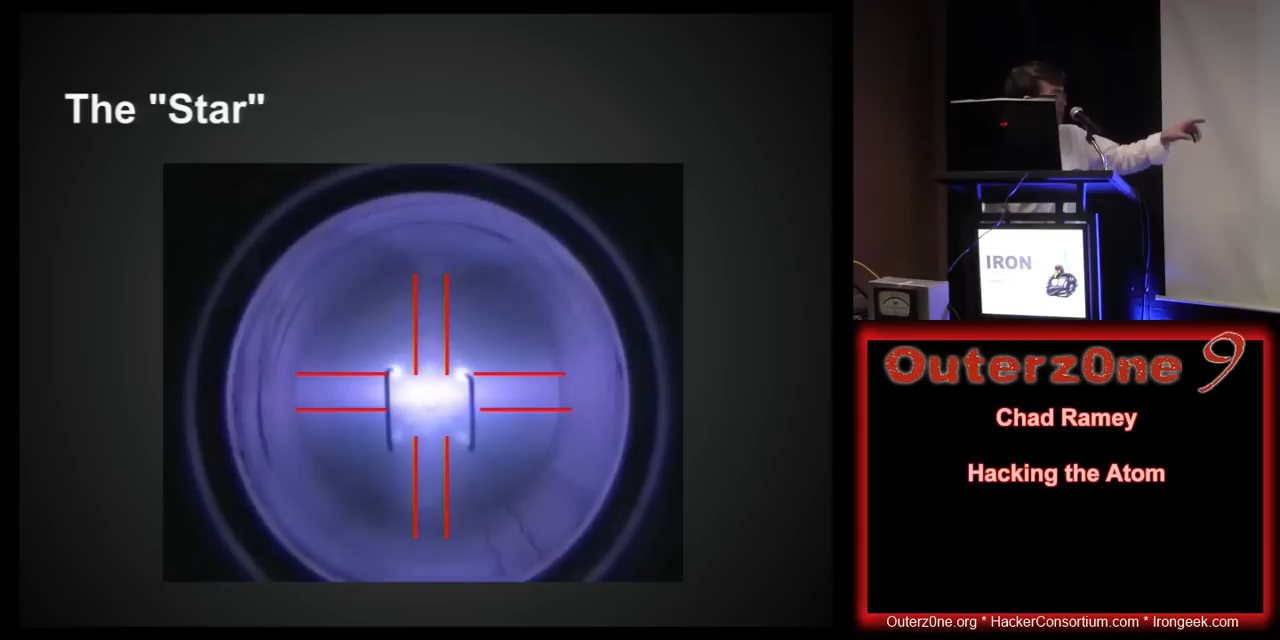 The "Star"
IRON
Outerz0ne 9
Chad Ramey
Hacking the Atom
Outerz0ne.org * HackerConsortium.com * Irongeek.com